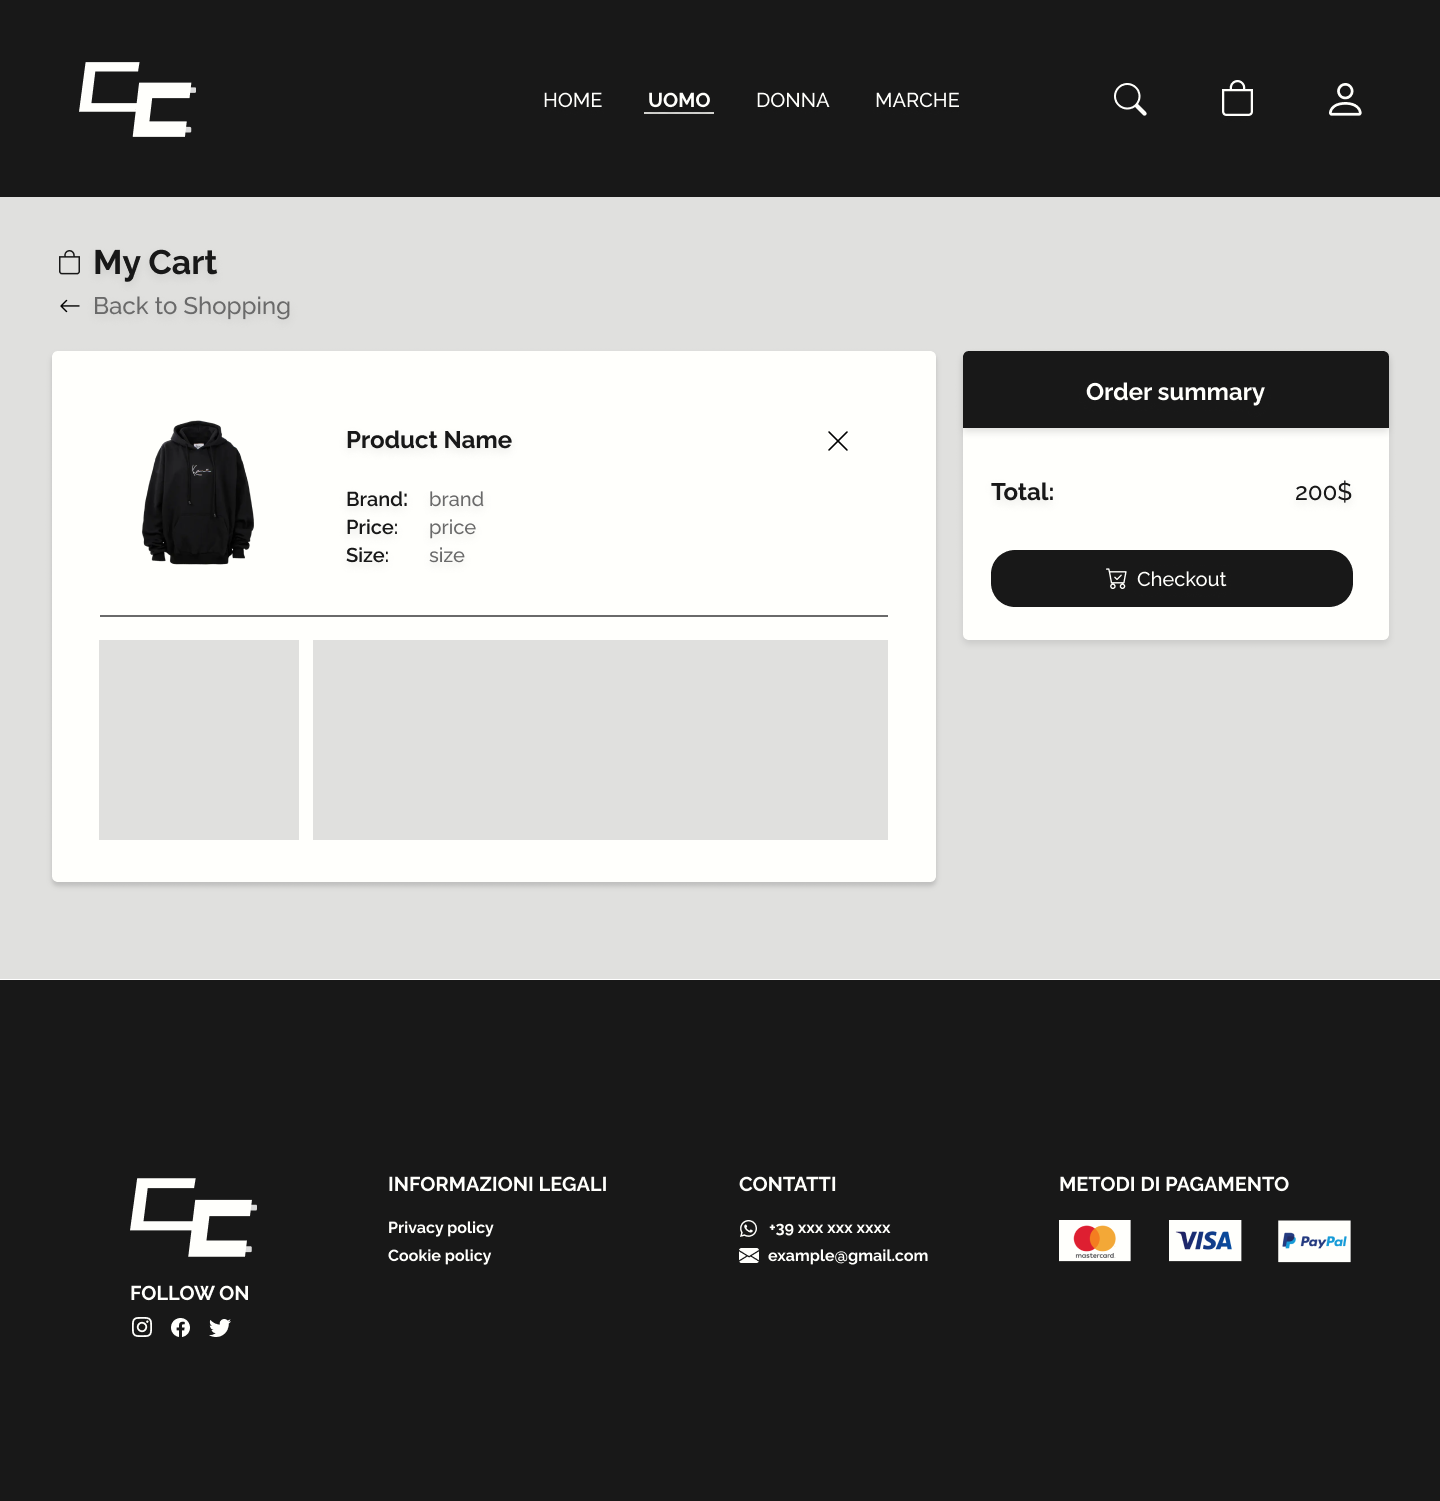 HOME UOMO DONNA MARCHE
My Cart
Back to Shopping
Product Name
Brand: brand
Price: price
Size: size
Order summary
Total: 200$
Checkout
FOLLOW ON
INFORMAZIONI LEGALI
Privacy policy
Cookie policy
CONTATTI
+39 xxx xxx xxxx
example@gmail.com
METODI DI PAGAMENTO
mastercard
VISA
PayPal